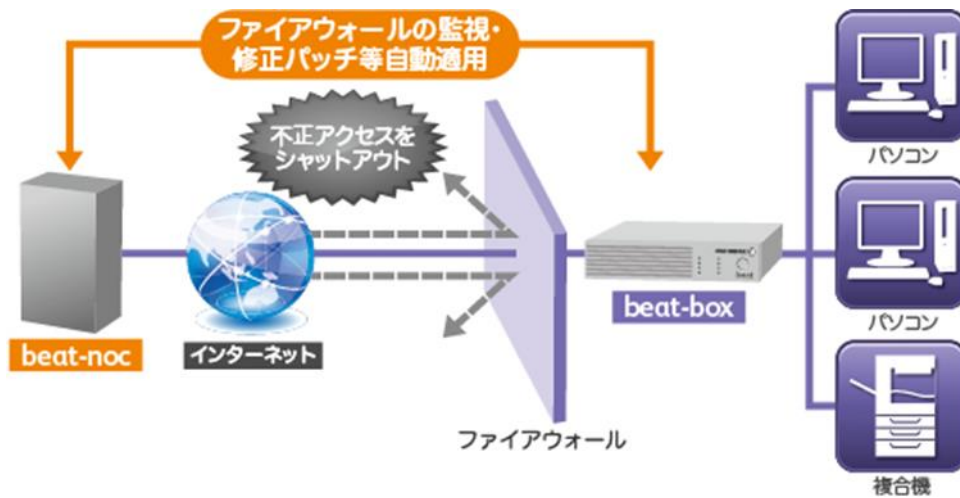 ファイアウォールの監視・
修正パッチ等自動適用
不正アクセスを
シャットアウト
パソコン
beat-noc
インターネット
beat-box
パソコン
ファイアウォール
複合機